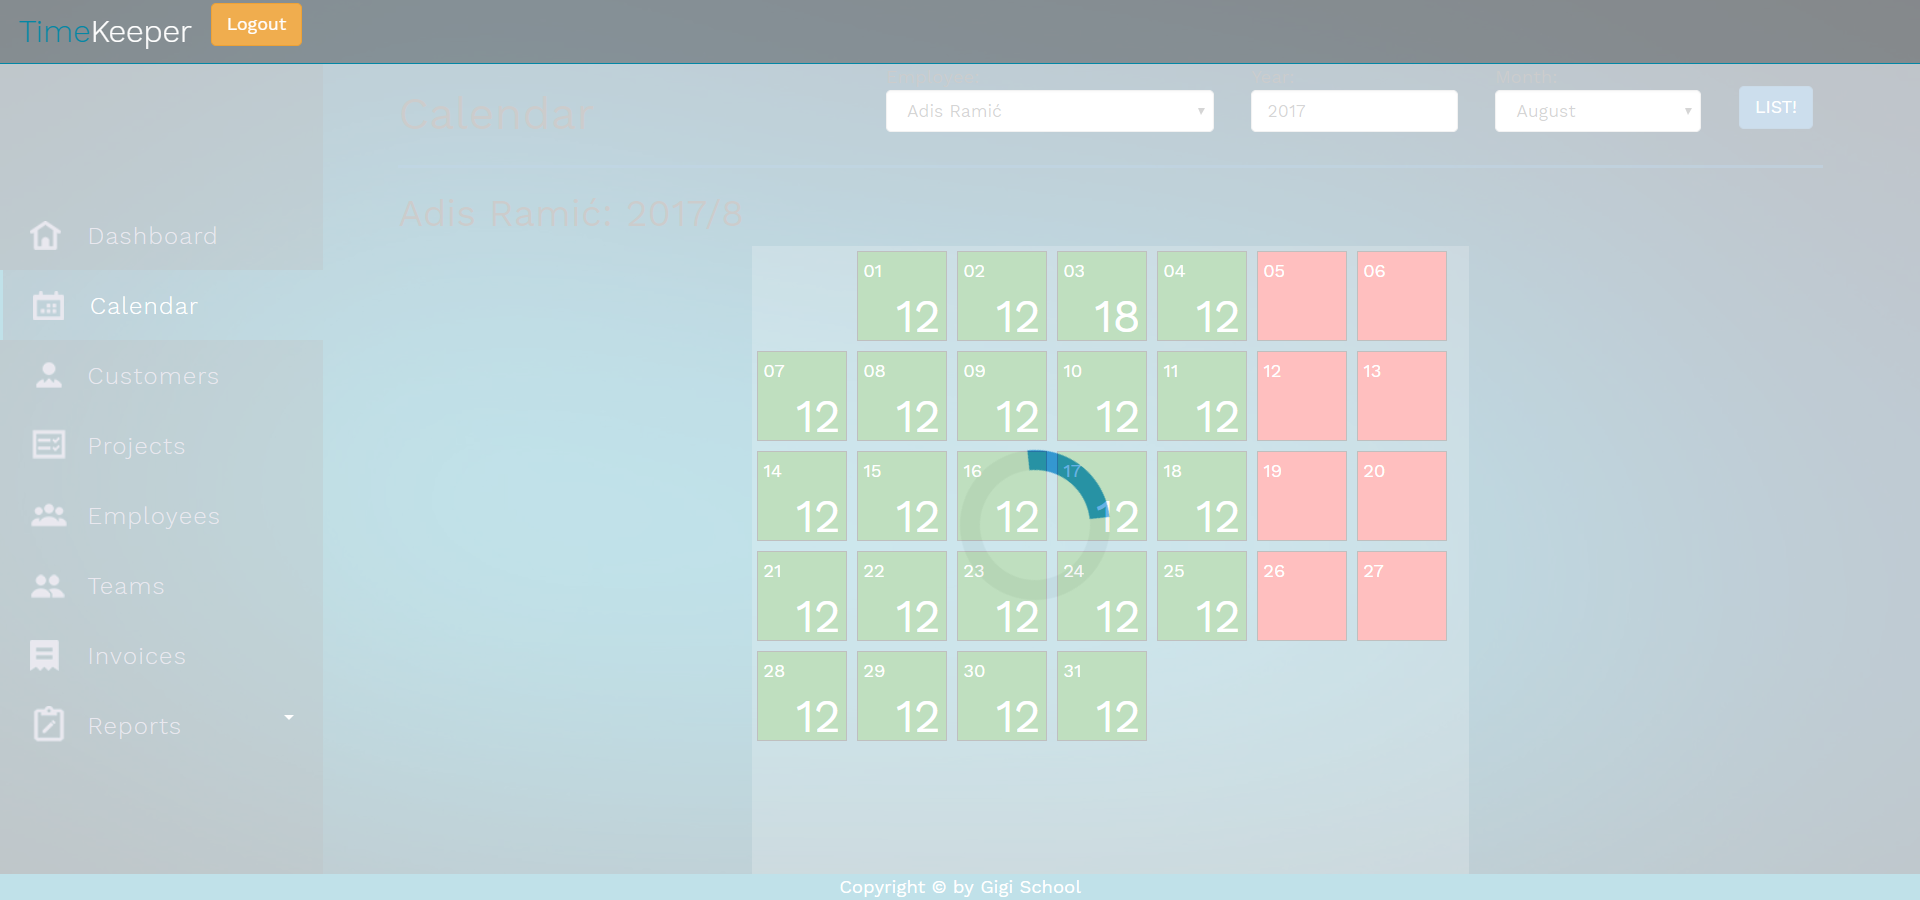 TimeKeeper Logout
Year Month
Calendar Adis Ramić 2017 August LIST!
Adis Ramić: 2017/8
Dashboard
Calendar
Customers
Projects
Employees
Teams
Invoices
Reports
01 02 03 04 05 06
12 12 18 12
07 08 09 10 11 12 13
12 12 12 12 12
14 15 16 17 18 19 20
12 12 12 12 12
21 22 23 24 25 26 27
12 12 12 12 12
28 29 30 31
12 12 12 12
Copyright © by Gigi School